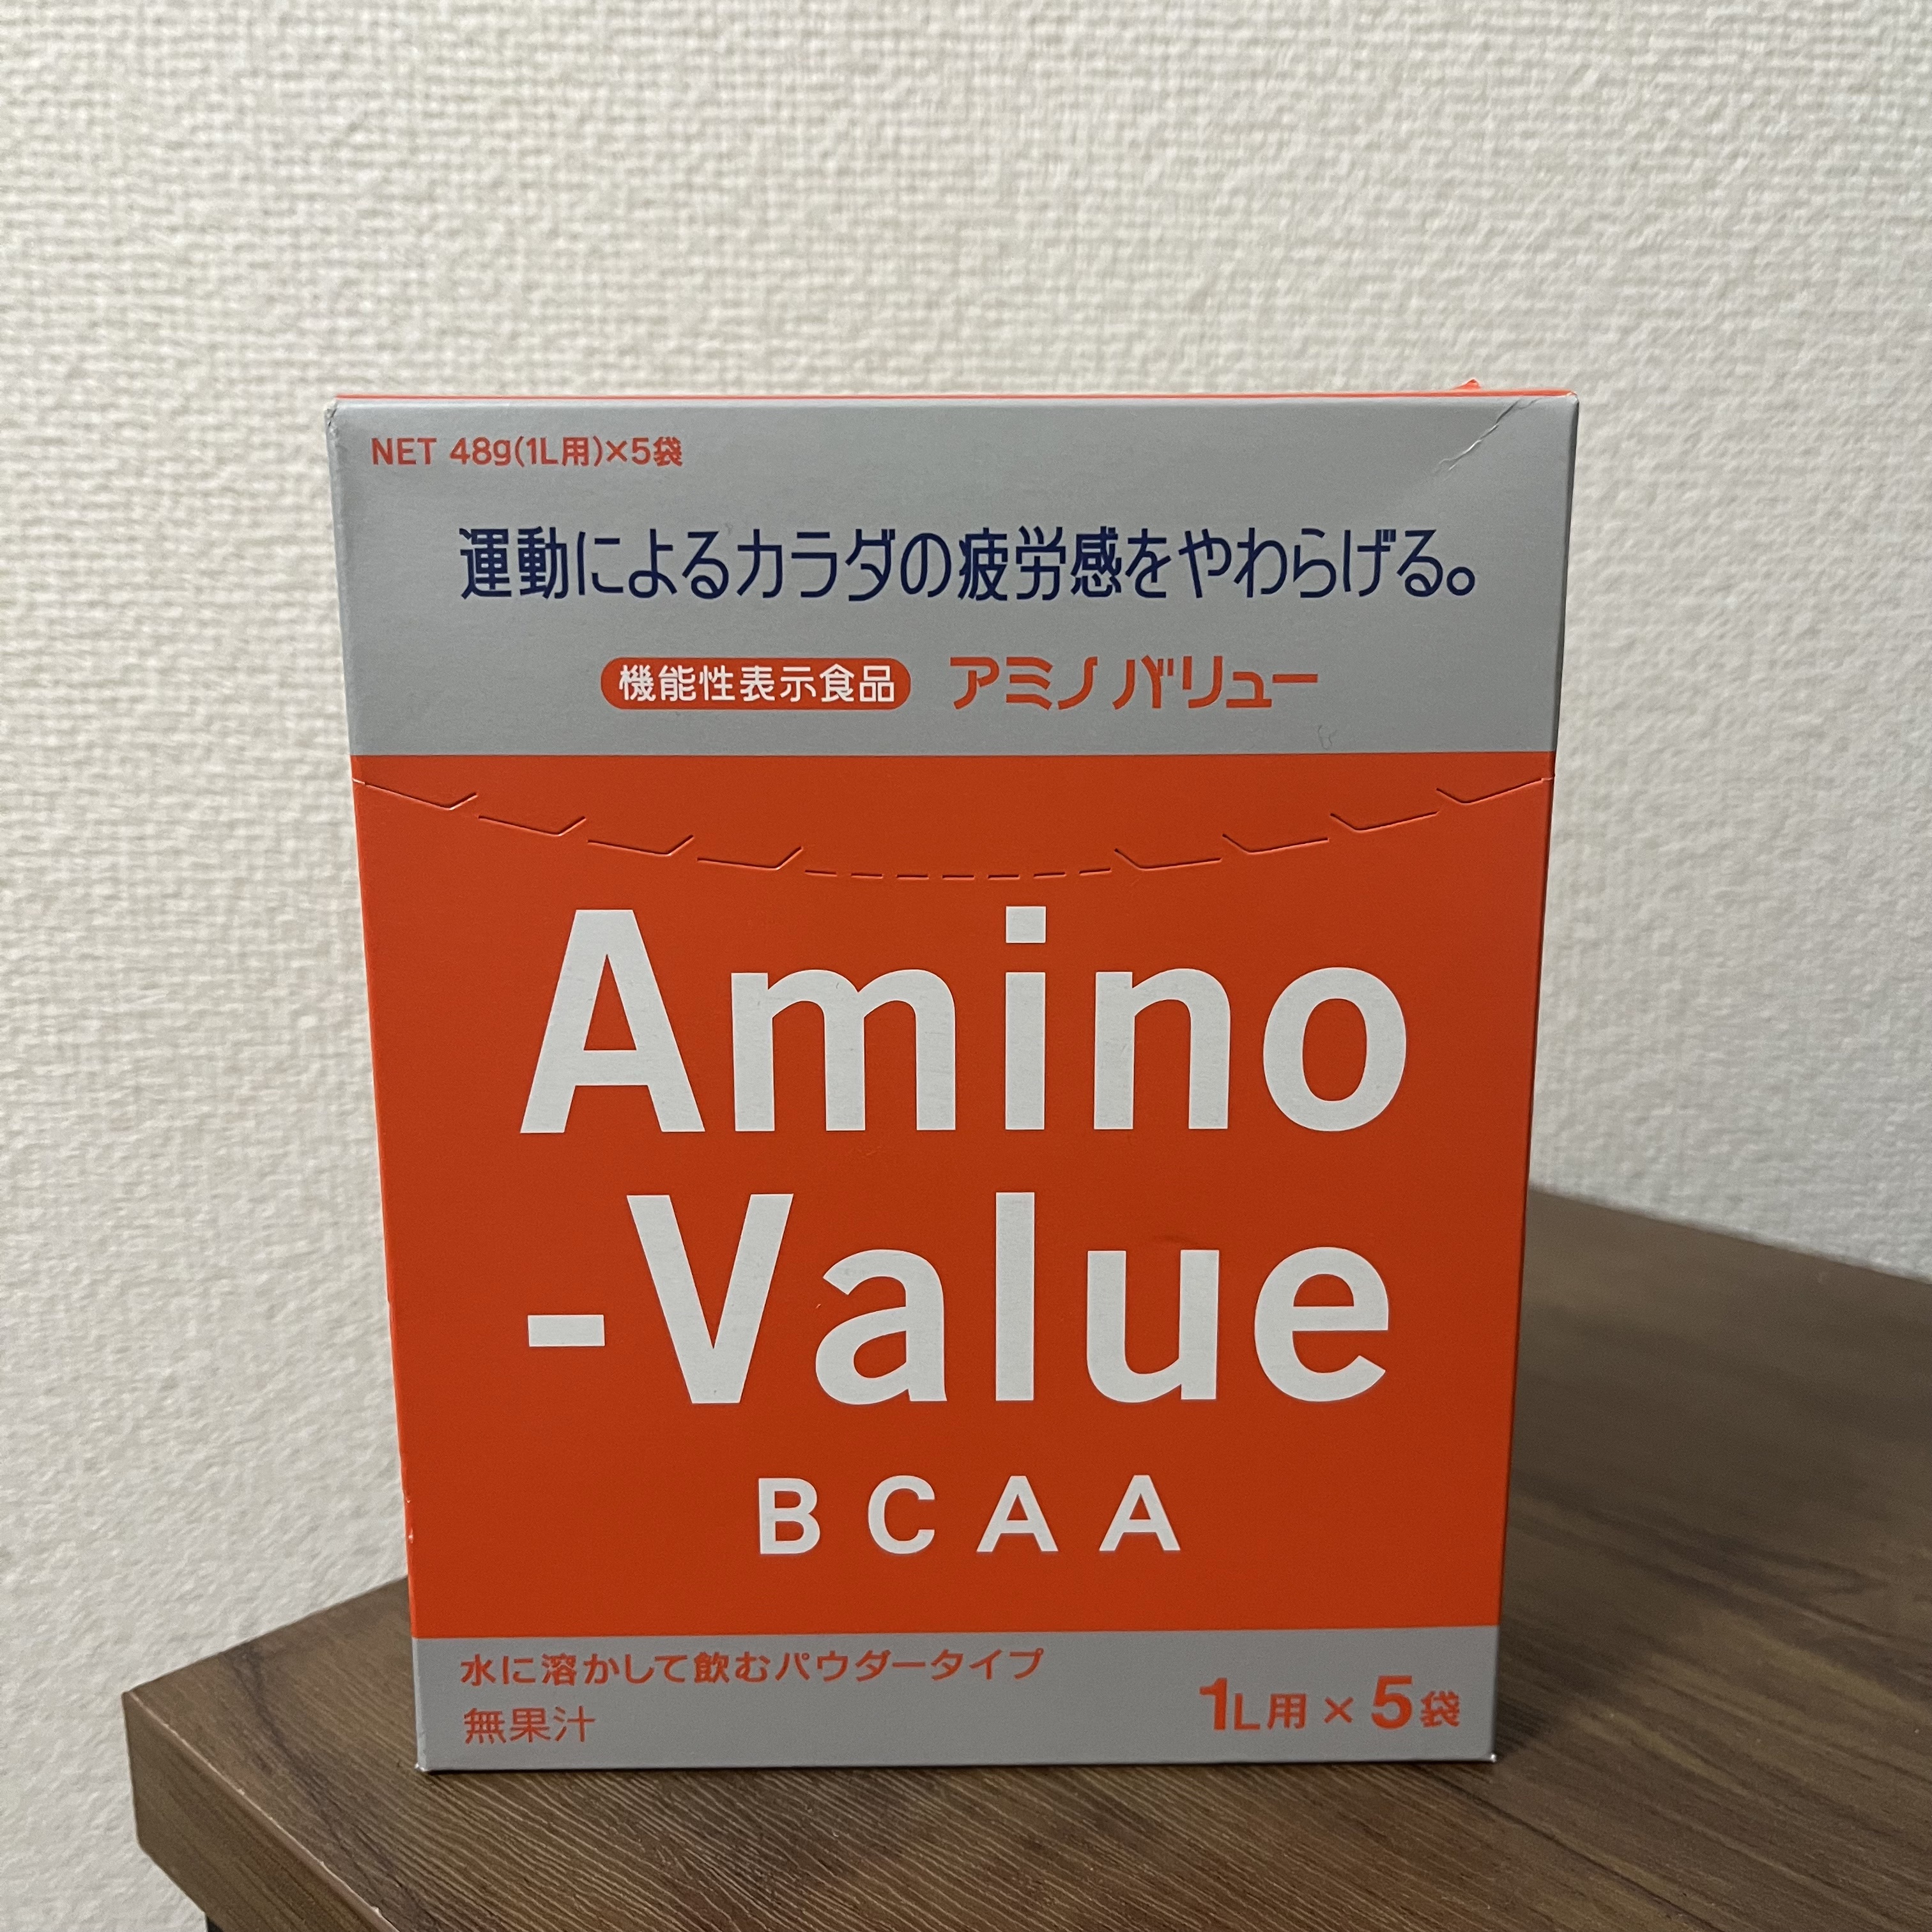 NET 48g(1L用)×5袋
運動によるカラダの疲労感をやわらげる。
機能性表示食品 アミノバリュー
Amino
-Value
BCAA
水に溶かして飲むパウダータイプ
無果汁
1L用×5袋